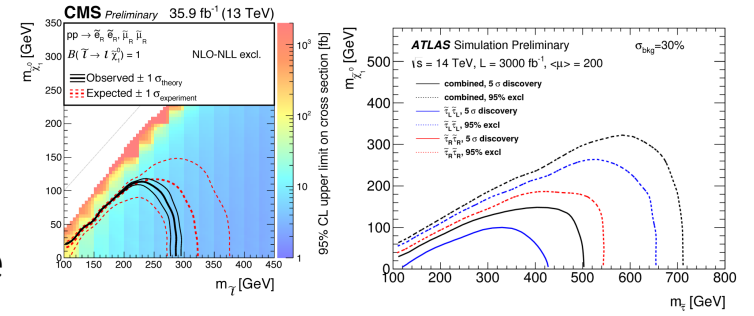 CMS Preliminary 35.9 fb⁻¹ (13 TeV)
pp → ẽ_R ẽ_R, μ̃_R μ̃_R
B(l̃ → l χ̃⁰₁) = 1 NLO-NLL excl.
Observed ± 1 σ_theory
Expected ± 1 σ_experiment
m_χ̃⁰₁ [GeV]
350
300
250
200
150
100
50
0
100 150 200 250 300 350 400 450
m_l̃ [GeV]
10³
10²
10
1
95% CL upper limit on cross section [fb]
e
ATLAS Simulation Preliminary σ_bkg=30%
√s = 14 TeV, L = 3000 fb⁻¹, <μ> = 200
combined, 5 σ discovery
combined, 95% excl
τ̃_L τ̃_L, 5 σ discovery
τ̃_L τ̃_L, 95% excl
τ̃_R τ̃_R, 5 σ discovery
τ̃_R τ̃_R, 95% excl
m_χ̃⁰₁ [GeV]
500
400
300
200
100
0
100 200 300 400 500 600 700 800
m_τ̃ [GeV]